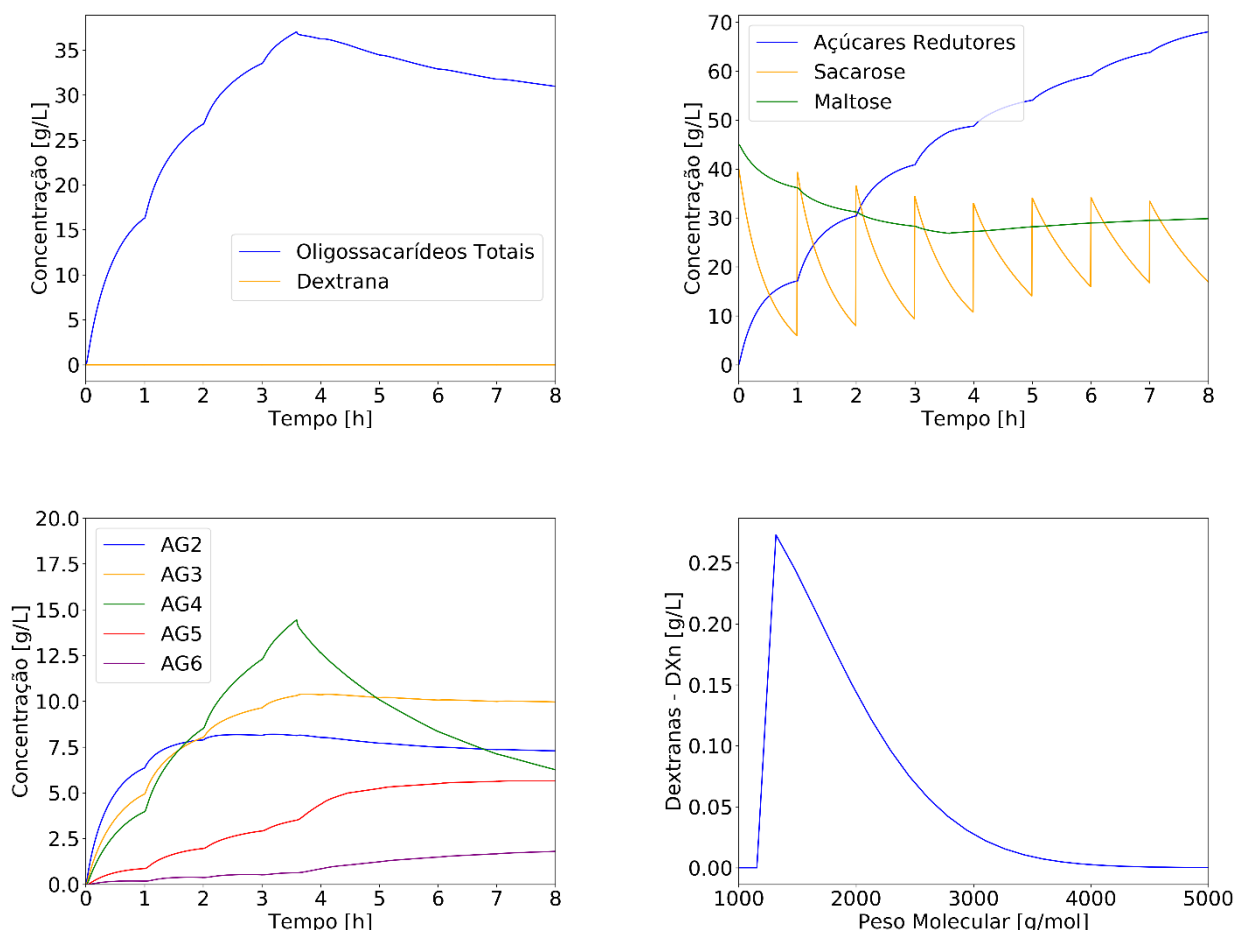 Concentração [g/L]
35
30
25
20
15
10
5
0
Oligossacarídeos Totais
Dextrana
0 1 2 3 4 5 6 7 8
Tempo [h]
Concentração [g/L]
70
60
50
40
30
20
10
0
Açúcares Redutores
Sacarose
Maltose
0 1 2 3 4 5 6 7 8
Tempo [h]
Concentração [g/L]
20.0
17.5
15.0
12.5
10.0
7.5
5.0
2.5
0.0
AG2
AG3
AG4
AG5
AG6
0 1 2 3 4 5 6 7 8
Tempo [h]
Dextranas - DXn [g/L]
0.25
0.20
0.15
0.10
0.05
0.00
1000 2000 3000 4000 5000
Peso Molecular [g/mol]